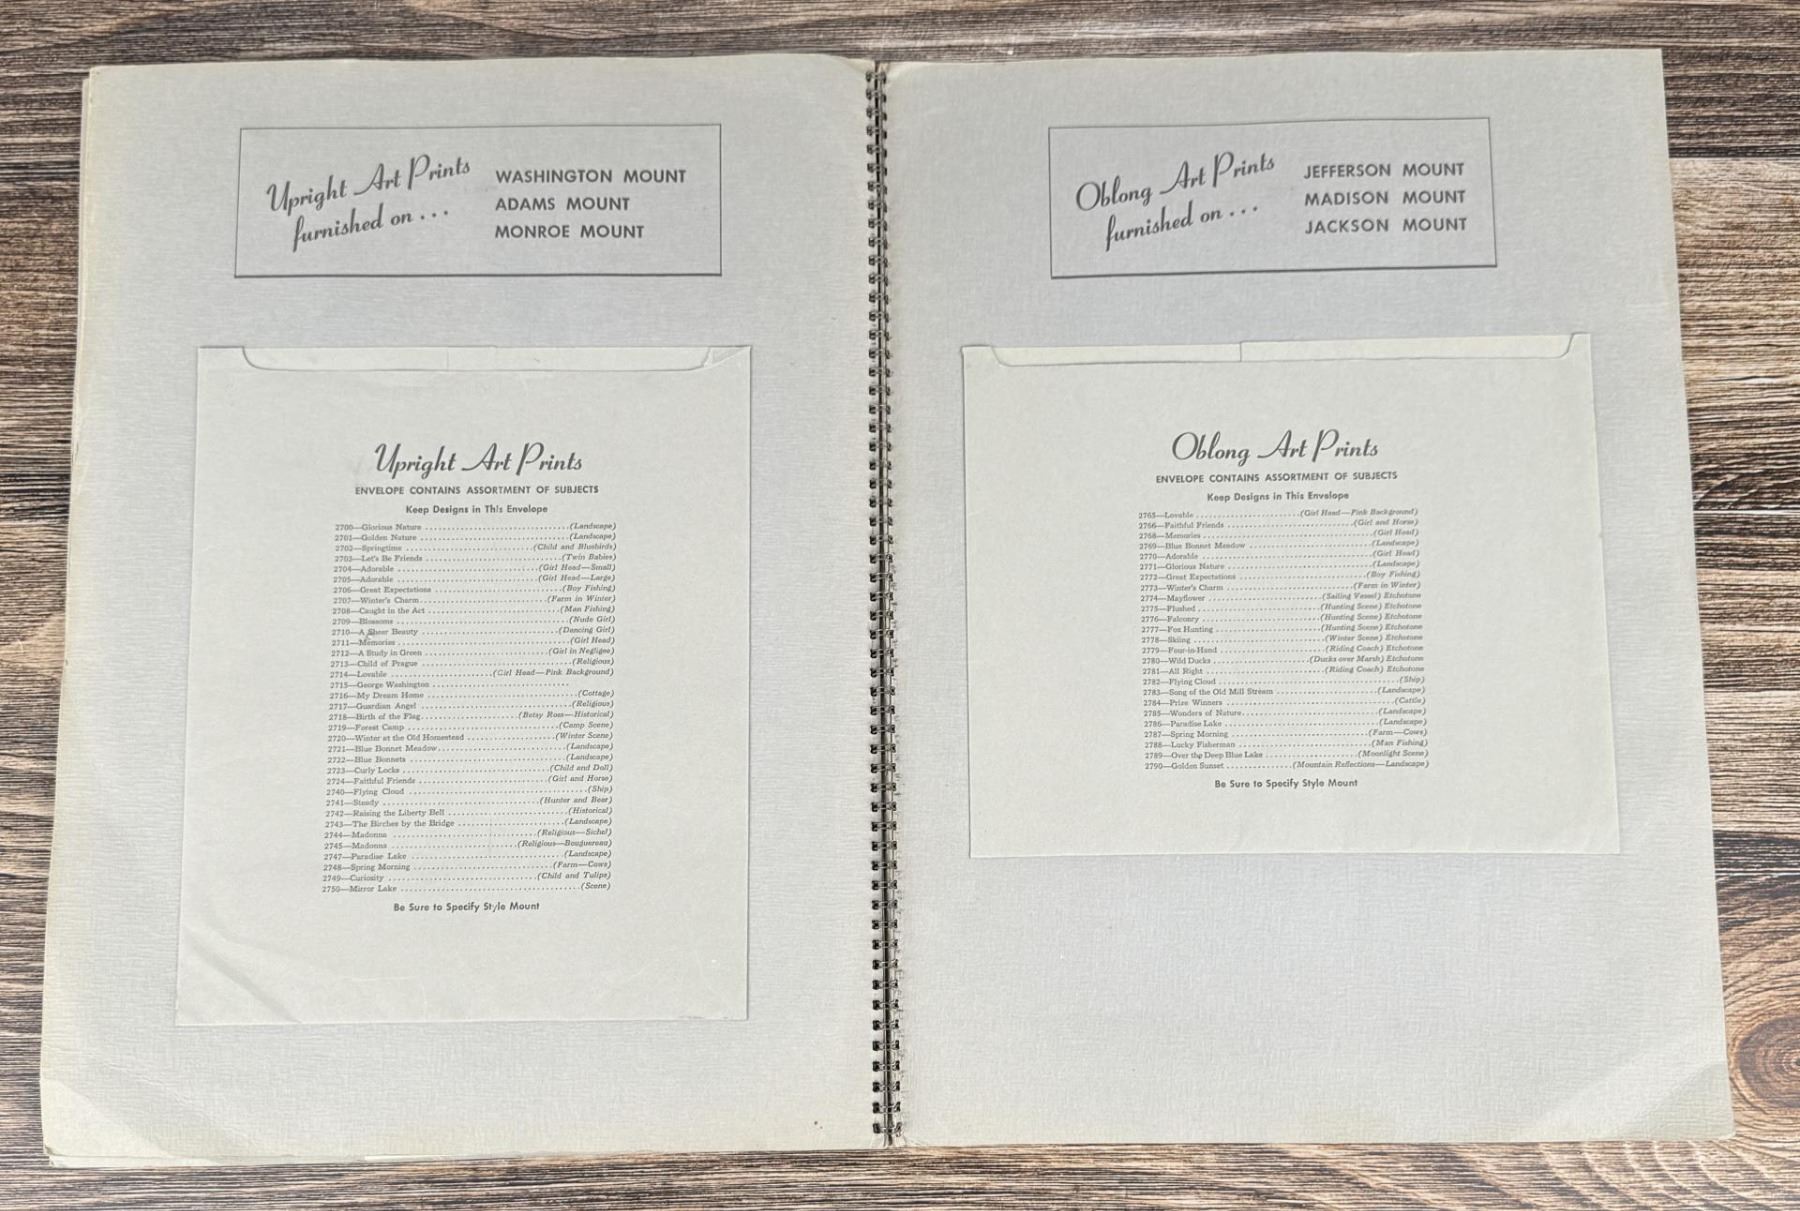 Upright Art Prints
furnished on...
WASHINGTON MOUNT
ADAMS MOUNT
MONROE MOUNT
Upright Art Prints
ENVELOPE CONTAINS ASSORTMENT OF SUBJECTS
Keep Designs in This Envelope
2700—Glorious Nature (Landscape)
2701—Golden Nature (Landscape)
2702—Springtime (Child and Bluebirds)
2703—Let's Be Friends (Twin Babies)
2704—Adorable (Girl Head—Small)
2705—Adorable (Girl Head—Large)
2706—Great Expectations (Boy Fishing)
2707—Winter's Charm (Farm in Winter)
2708—Caught in the Act (Man Fishing)
2709—Blossoms (Nude Girl)
2710—A Sheer Beauty (Dancing Girl)
2711—Memories (Girl Head)
2712—A Study in Green (Girl in Negligee)
2713—Child of Prague (Religious)
2714—Lovable (Girl Head—Pink Background)
2715—George Washington
2716—My Dream Home (Cottage)
2717—Guardian Angel (Religious)
2718—Birth of the Flag (Betsy Ross—Historical)
2719—Forest Camp (Camp Scene)
2720—Winter at the Old Homestead (Winter Scene)
2721—Blue Bonnet Meadow (Landscape)
2722—Blue Bonnets (Landscape)
2723—Curly Locks (Child and Doll)
2724—Faithful Friends (Girl and Horse)
2740—Flying Cloud (Ship)
2741—Steady (Hunter and Bear)
2742—Raising the Liberty Bell (Historical)
2743—The Birches by the Bridge (Landscape)
2744—Madonna (Religious—Sichel)
2745—Madonna (Religious—Bouguereau)
2747—Paradise Lake (Landscape)
2748—Spring Morning (Farm—Cows)
2749—Curiosity (Child and Tulips)
2750—Mirror Lake (Scene)
Be Sure to Specify Style Mount
Oblong Art Prints
furnished on...
JEFFERSON MOUNT
MADISON MOUNT
JACKSON MOUNT
Oblong Art Prints
ENVELOPE CONTAINS ASSORTMENT OF SUBJECTS
Keep Designs in This Envelope
2765—Lovable (Girl Head—Pink Background)
2766—Faithful Friends (Girl and Horse)
2768—Memories (Girl Head)
2769—Blue Bonnet Meadow (Landscape)
2770—Adorable (Girl Head)
2771—Glorious Nature (Landscape)
2772—Great Expectations (Boy Fishing)
2773—Winter's Charm (Farm in Winter)
2774—Mayflower (Sailing Vessel) Etchotone
2775—Flushed (Hunting Scene) Etchotone
2776—Falconry (Hunting Scene) Etchotone
2777—Fox Hunting (Hunting Scene) Etchotone
2778—Skiing (Winter Scene) Etchotone
2779—Four-in-Hand (Riding Coach) Etchotone
2780—Wild Ducks (Ducks over Marsh) Etchotone
2781—All Right (Riding Coach) Etchotone
2782—Flying Cloud (Ship)
2783—Song of the Old Mill Stream (Landscape)
2784—Prize Winners (Cattle)
2785—Wonders of Nature (Landscape)
2786—Paradise Lake (Landscape)
2787—Spring Morning (Farm—Cows)
2788—Lucky Fisherman (Man Fishing)
2789—Over the Deep Blue Lake (Moonlight Scene)
2790—Golden Sunset (Mountain Reflections—Landscape)
Be Sure to Specify Style Mount